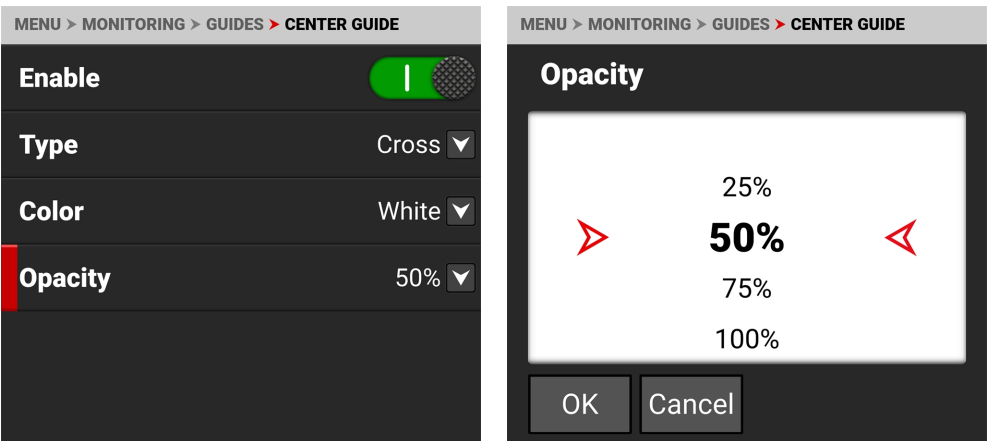 MENU > MONITORING > GUIDES > CENTER GUIDE
Enable
Type Cross
Color White
Opacity 50%
MENU > MONITORING > GUIDES > CENTER GUIDE
Opacity
25%
50%
75%
100%
OK Cancel